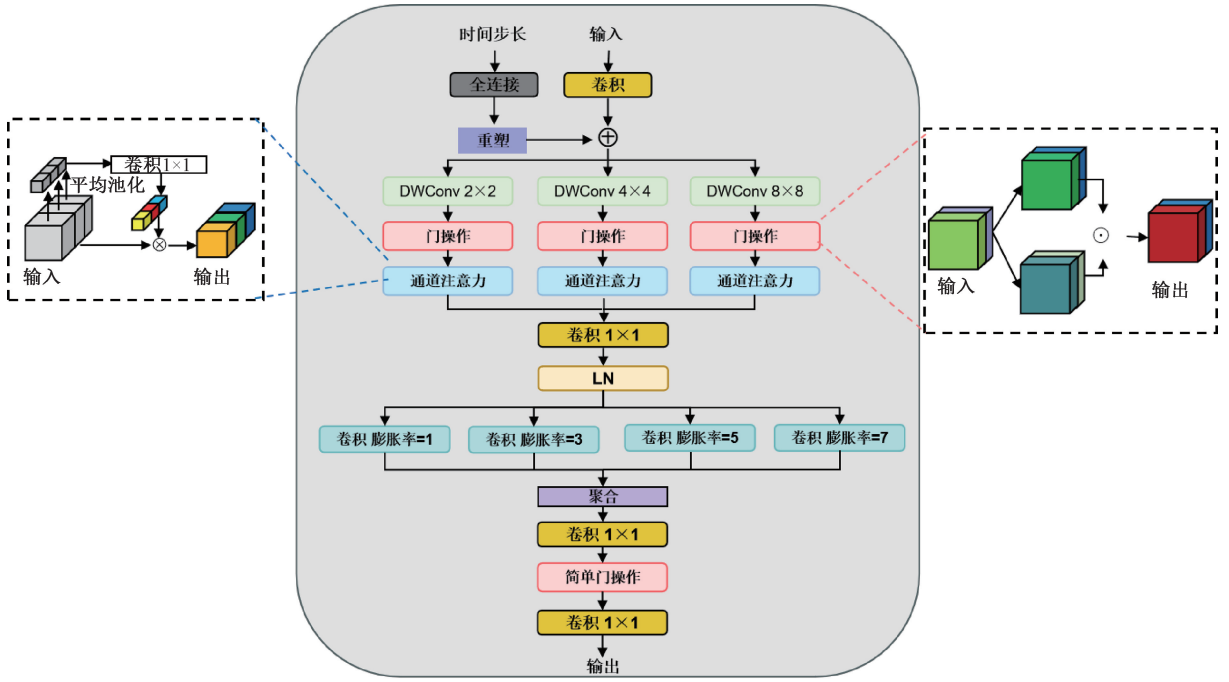 时间步长 输入
全连接 卷积
重塑
DWConv 2×2 DWConv 4×4 DWConv 8×8
门操作 门操作 门操作
通道注意力 通道注意力 通道注意力
卷积 1×1
LN
卷积 膨胀率=1 卷积 膨胀率=3 卷积 膨胀率=5 卷积 膨胀率=7
聚合
卷积 1×1
简单门操作
卷积 1×1
输出
卷积1×1
平均池化
输入 输出
输入 输出